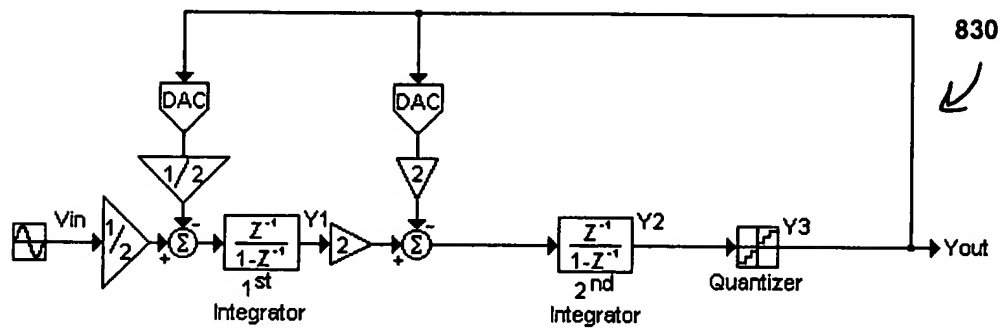 830
DAC
DAC
1/2
2
Vin
1/2
Σ
+
-
Z⁻¹
1-Z⁻¹
1st
Integrator
Y1
2
Σ
+
-
Z⁻¹
1-Z⁻¹
2nd
Integrator
Y2
Y3
Quantizer
Yout